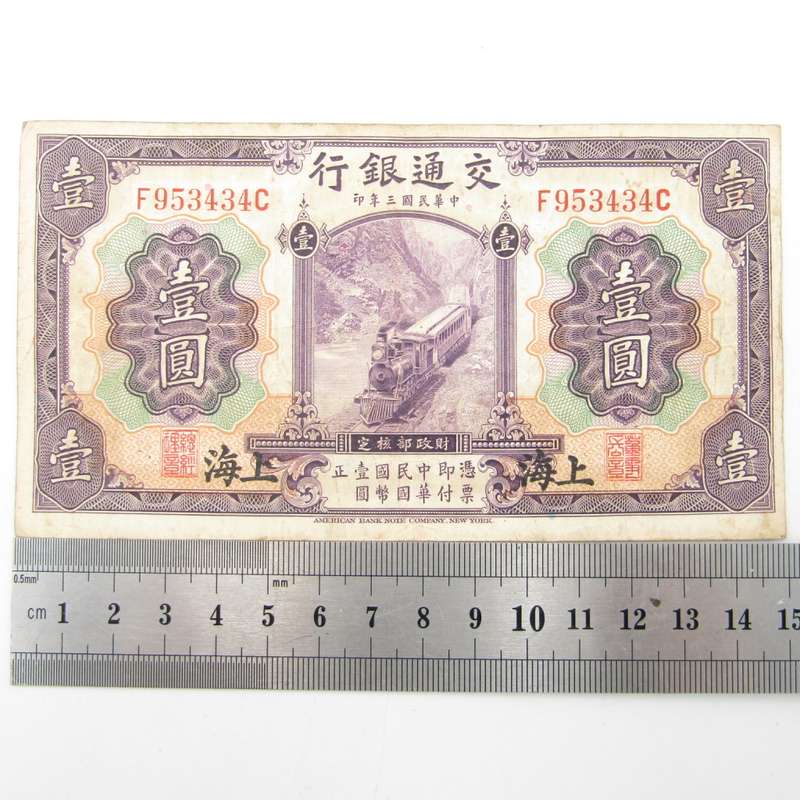 交通銀行
中華民國三年印
F953434C
F953434C
壹
壹
壹
壹
壹圓
壹圓
財政部核定
上海
上海
憑票即付中華民國國幣壹圓正
壹
壹
AMERICAN BANK NOTE COMPANY, NEW YORK.
0.5mm
mm
cm 1 2 3 4 5 6 7 8 9 10 11 12 13 14 15